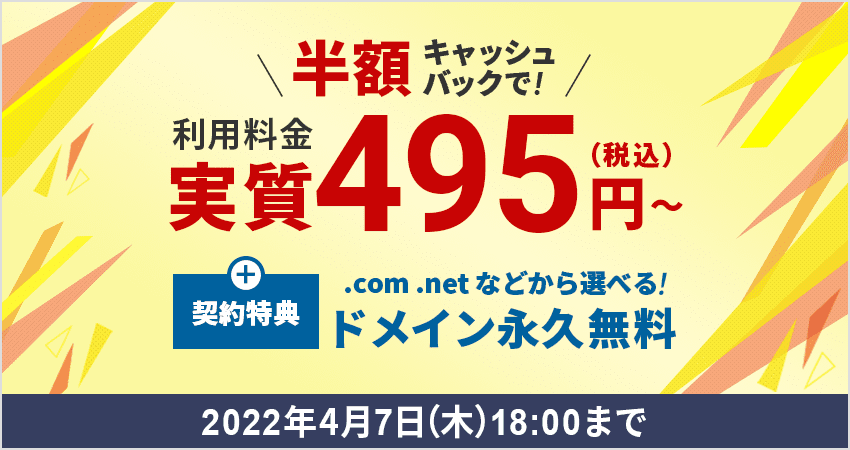 半額 キャッシュ
バックで!
利用料金
実質495円~
(税込)
+
契約特典
.com .net などから選べる!
ドメイン永久無料
2022年4月7日(木)18:00まで